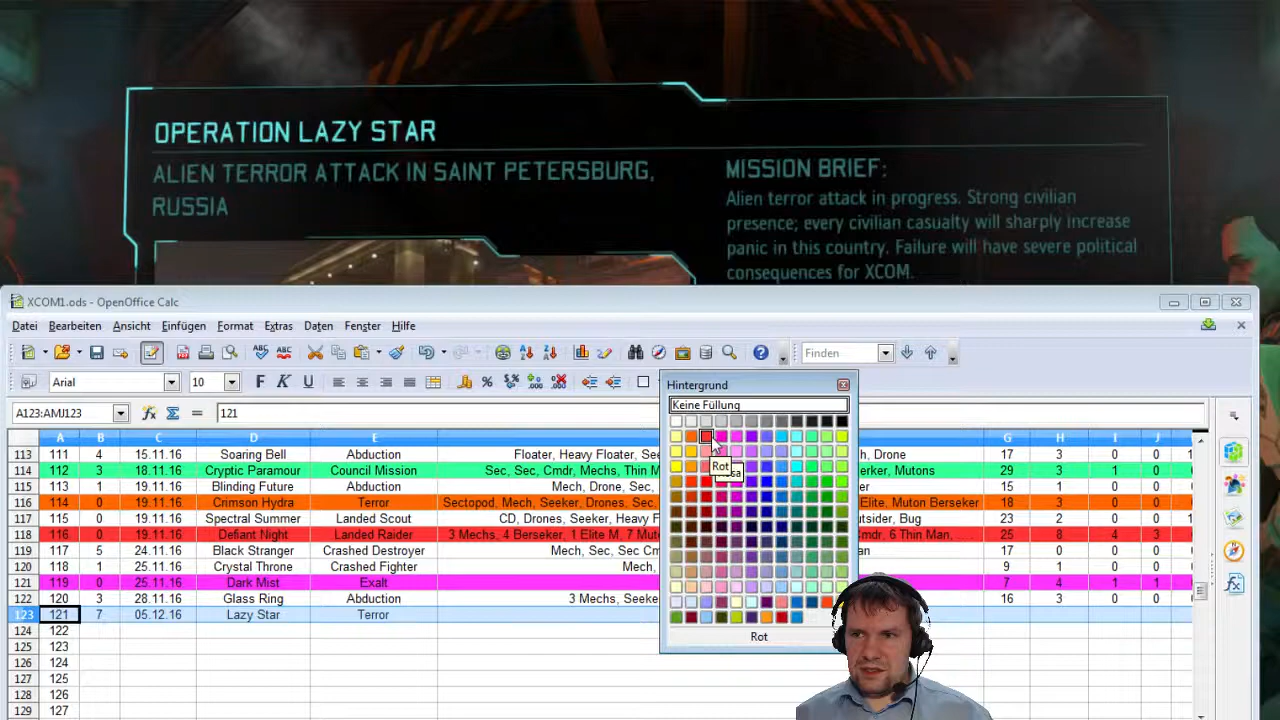 OPERATION LAZY STAR
ALIEN TERROR ATTACK IN SAINT PETERSBURG,
RUSSIA
MISSION BRIEF:
Alien terror attack in progress. Strong civilian
presence; every civilian casualty will sharply increase
panic in this country. Failure will have severe political
consequences for XCOM.
XCOM1.ods - OpenOffice Calc
Datei Bearbeiten Ansicht Einfügen Format Extras Daten Fenster Hilfe
Finden
Arial 10 F K U
Hintergrund
Keine Füllung
A123:AMJ123 = 121
A B C D E G H I J
113 111 4 15.11.16 Soaring Bell Abduction Floater, Heavy Floater, h, Drone 17 3 0 0
114 112 3 18.11.16 Cryptic Paramour Council Mission Sec, Sec, Cmdr, Mechs, Thin M erker, Mutons 29 3 1 0
115 113 1 19.11.16 Blinding Future Abduction Mech, Drone, Sec, 15 1 0 0
116 114 0 19.11.16 Crimson Hydra Terror Sectopod, Mech, Seeker, Drones, Sec, Elite, Muton Berseker 18 3 0 0
117 115 0 19.11.16 Spectral Summer Landed Scout CD, Drones, Seeker, Heavy F utsider, Bug 23 2 0 0
118 116 0 19.11.16 Defiant Night Landed Raider 3 Mechs, 4 Berseker, 1 Elite M, 7 Mut Cmdr, 6 Thin Man, ... 25 8 4 3
119 117 5 24.11.16 Black Stranger Crashed Destroyer Mech, Sec, Sec Cm an 17 0 0 0
120 118 1 25.11.16 Crystal Throne Crashed Fighter Mech, 9 1 0 0
121 119 0 25.11.16 Dark Mist Exalt 7 4 1 1
122 120 3 28.11.16 Glass Ring Abduction 3 Mechs, Seeke 16 3 0 0
123 121 7 05.12.16 Lazy Star Terror
124 122
125 123
126 124
127 125
128 126
129 127
Rot
Rot